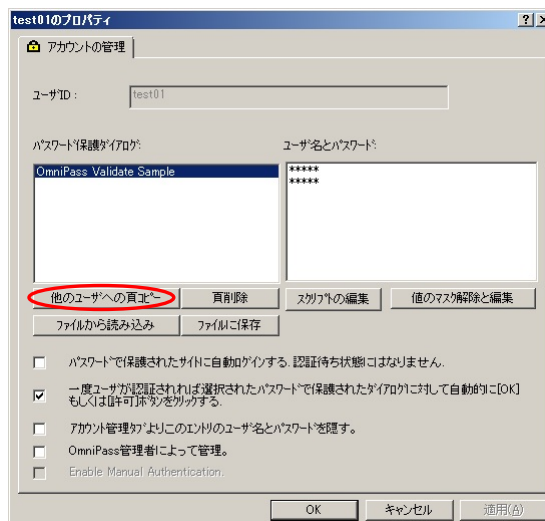 test01のプロパティ
アカウントの管理
ユーザID :
test01
パスワード保護ダイアログ:
ユーザ名とパスワード:
OmniPass Validate Sample
*****
*****
他のユーザへの頁コピー
頁削除
スクリプトの編集
値のマスク解除と編集
ファイルから読み込み
ファイルに保存
パスワードで保護されたサイトに自動ログインする. 認証待ち状態にはなりません.
一度ユーザが認証されれば選択されたパスワードで保護されたダイアログに対して自動的に[OK]
もしくは[許可]ボタンをクリックする.
アカウント管理タブよりこのエントリのユーザ名とパスワードを隠す。
OmniPass管理者によって管理。
Enable Manual Authentication.
OK
キャンセル
適用(A)